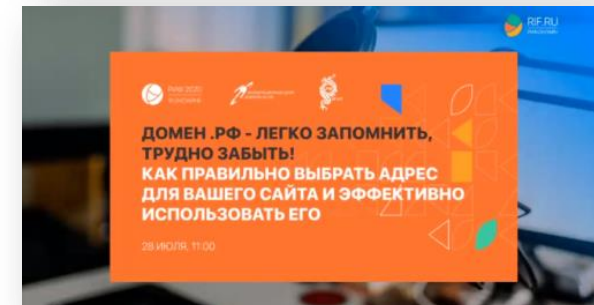 RIF.RU
ДОМЕН .РФ - ЛЕГКО ЗАПОМНИТЬ,
ТРУДНО ЗАБЫТЬ!
КАК ПРАВИЛЬНО ВЫБРАТЬ АДРЕС
ДЛЯ ВАШЕГО САЙТА И ЭФФЕКТИВНО
ИСПОЛЬЗОВАТЬ ЕГО
28 ИЮЛЯ, 11:00